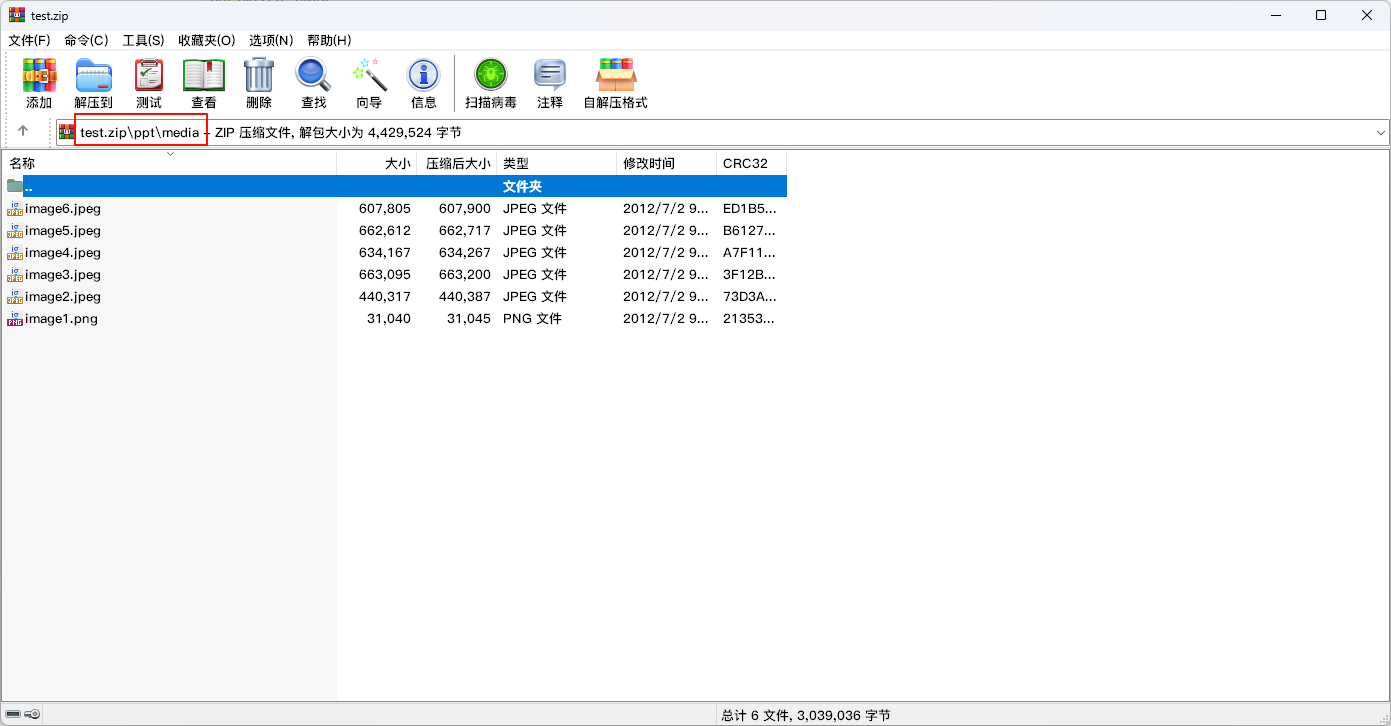 test.zip
文件(F) 命令(C) 工具(S) 收藏夹(O) 选项(N) 帮助(H)
添加 解压到 测试 查看 删除 查找 向导 信息 扫描病毒 注释 自解压格式
test.zip\ppt\media - ZIP 压缩文件, 解包大小为 4,429,524 字节
名称 大小 压缩后大小 类型 修改时间 CRC32
.. 文件夹
image6.jpeg 607,805 607,900 JPEG 文件 2012/7/2 9... ED1B5...
image5.jpeg 662,612 662,717 JPEG 文件 2012/7/2 9... B6127...
image4.jpeg 634,167 634,267 JPEG 文件 2012/7/2 9... A7F11...
image3.jpeg 663,095 663,200 JPEG 文件 2012/7/2 9... 3F12B...
image2.jpeg 440,317 440,387 JPEG 文件 2012/7/2 9... 73D3A...
image1.png 31,040 31,045 PNG 文件 2012/7/2 9... 21353...
总计 6 文件, 3,039,036 字节